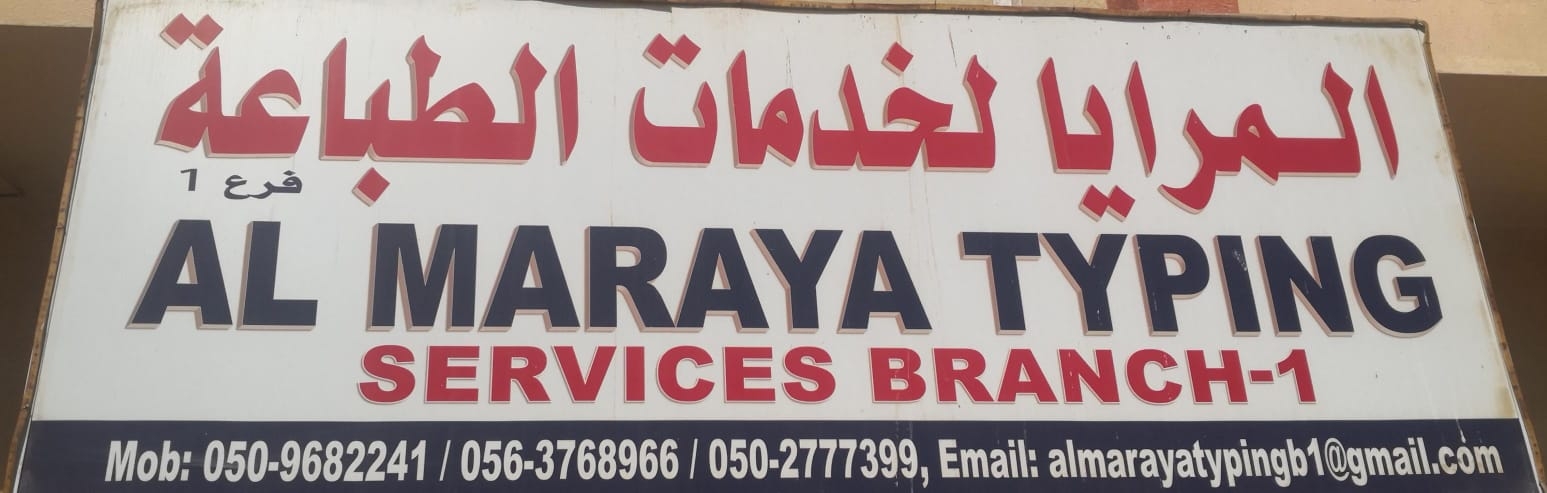 المرايا لخدمات الطباعة
فرع 1
AL MARAYA TYPING
SERVICES BRANCH-1
Mob: 050-9682241 / 056-3768966 / 050-2777399, Email: almarayatypingb1@gmail.com